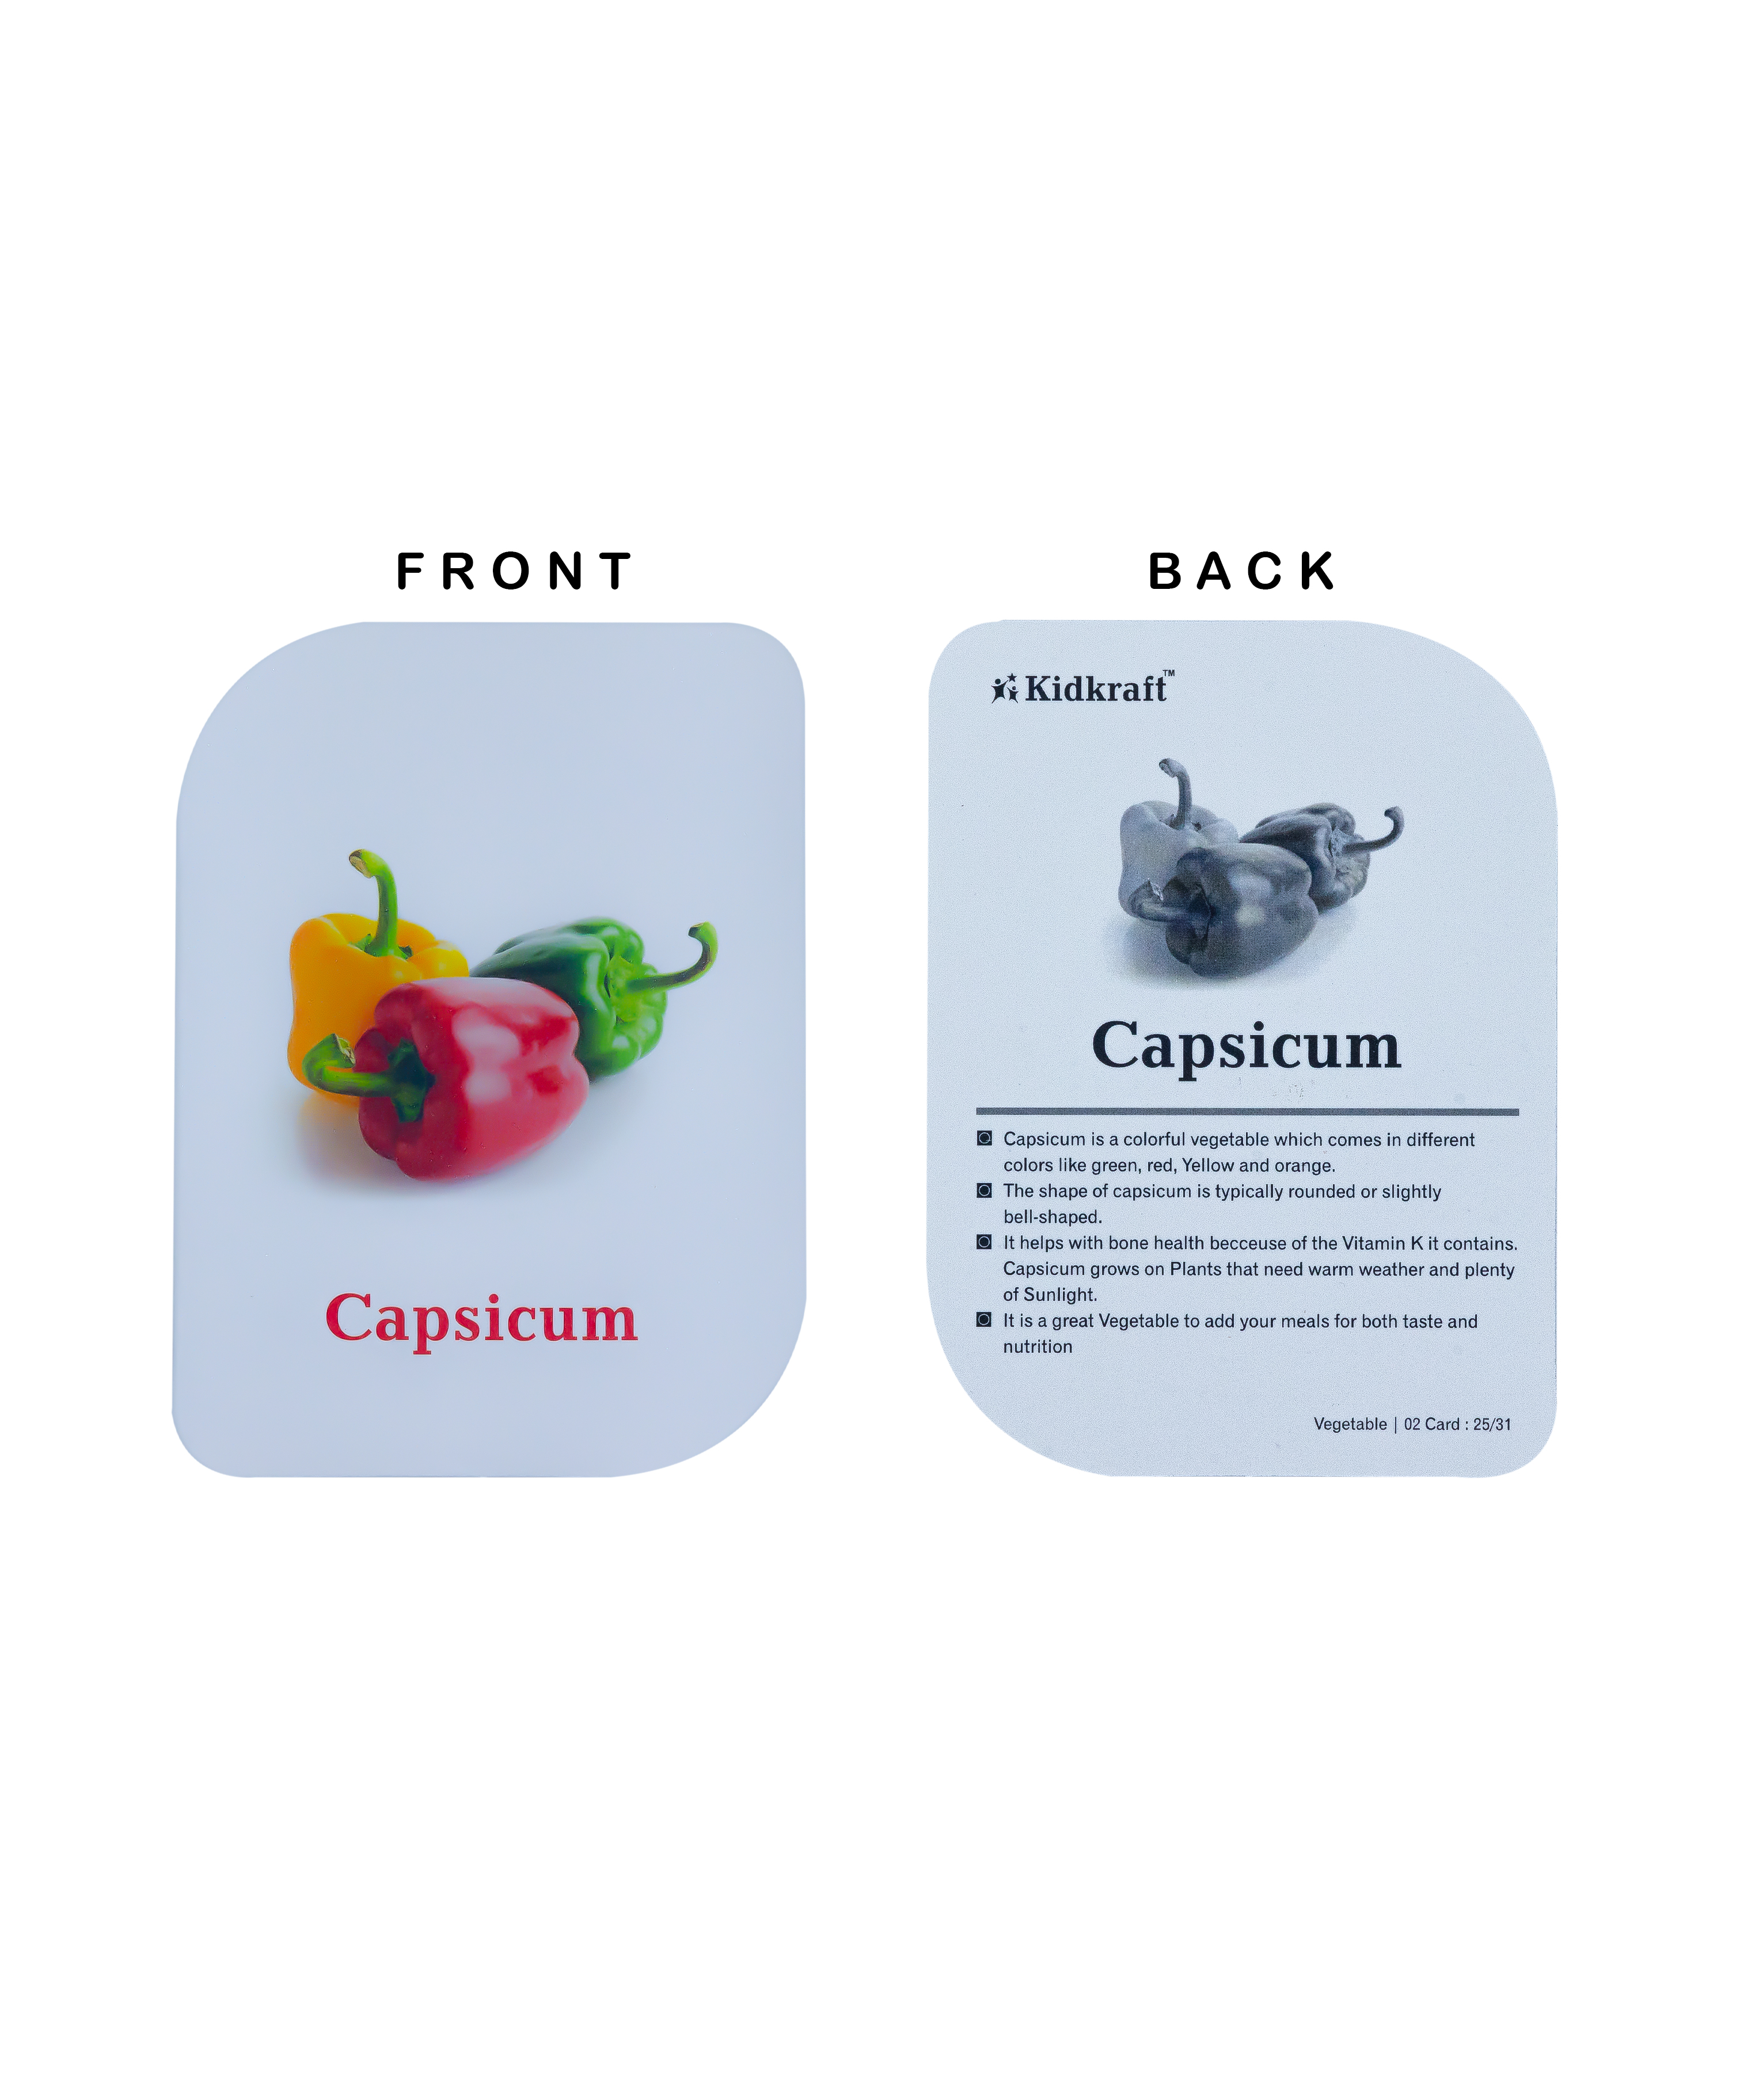 FRONT
BACK
Capsicum
Kidkraft™
Capsicum
Capsicum is a colorful vegetable which comes in different
colors like green, red, Yellow and orange.
The shape of capsicum is typically rounded or slightly
bell-shaped.
It helps with bone health becceuse of the Vitamin K it contains.
Capsicum grows on Plants that need warm weather and plenty
of Sunlight.
It is a great Vegetable to add your meals for both taste and
nutrition
Vegetable | 02 Card : 25/31